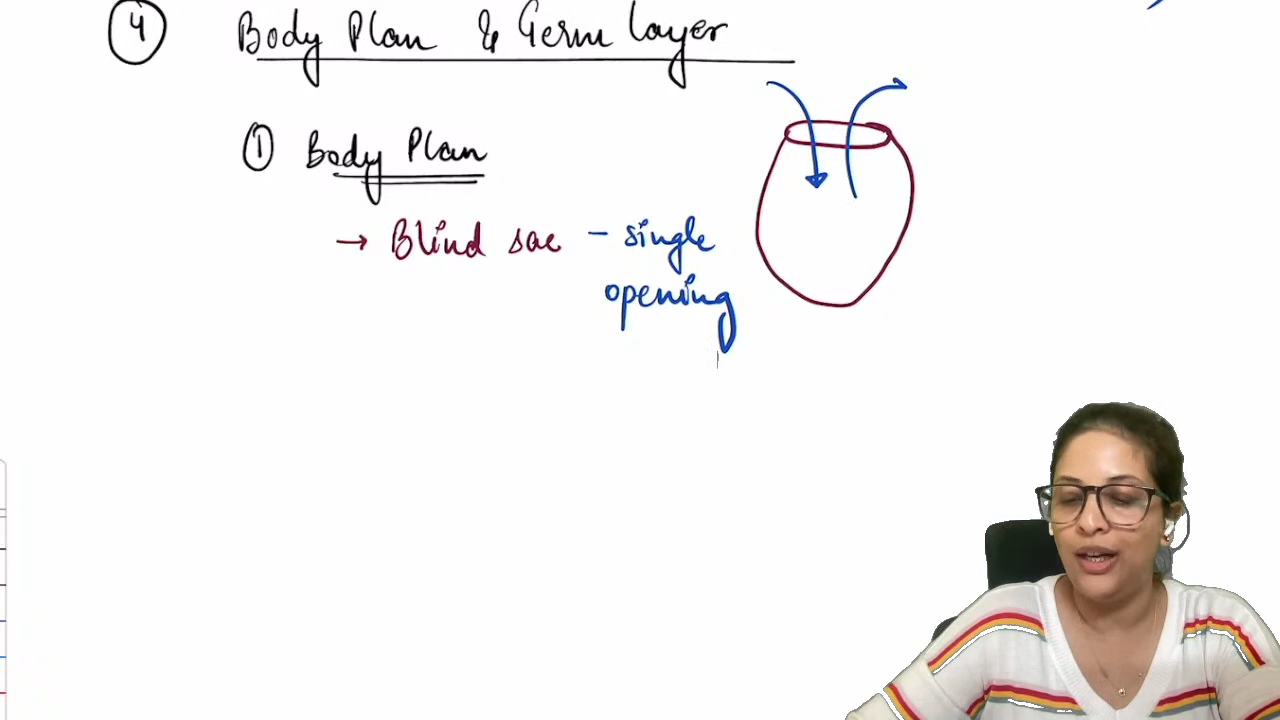 ④ Body Plan & Germ layer
① Body Plan
→ Blind sac – single
opening